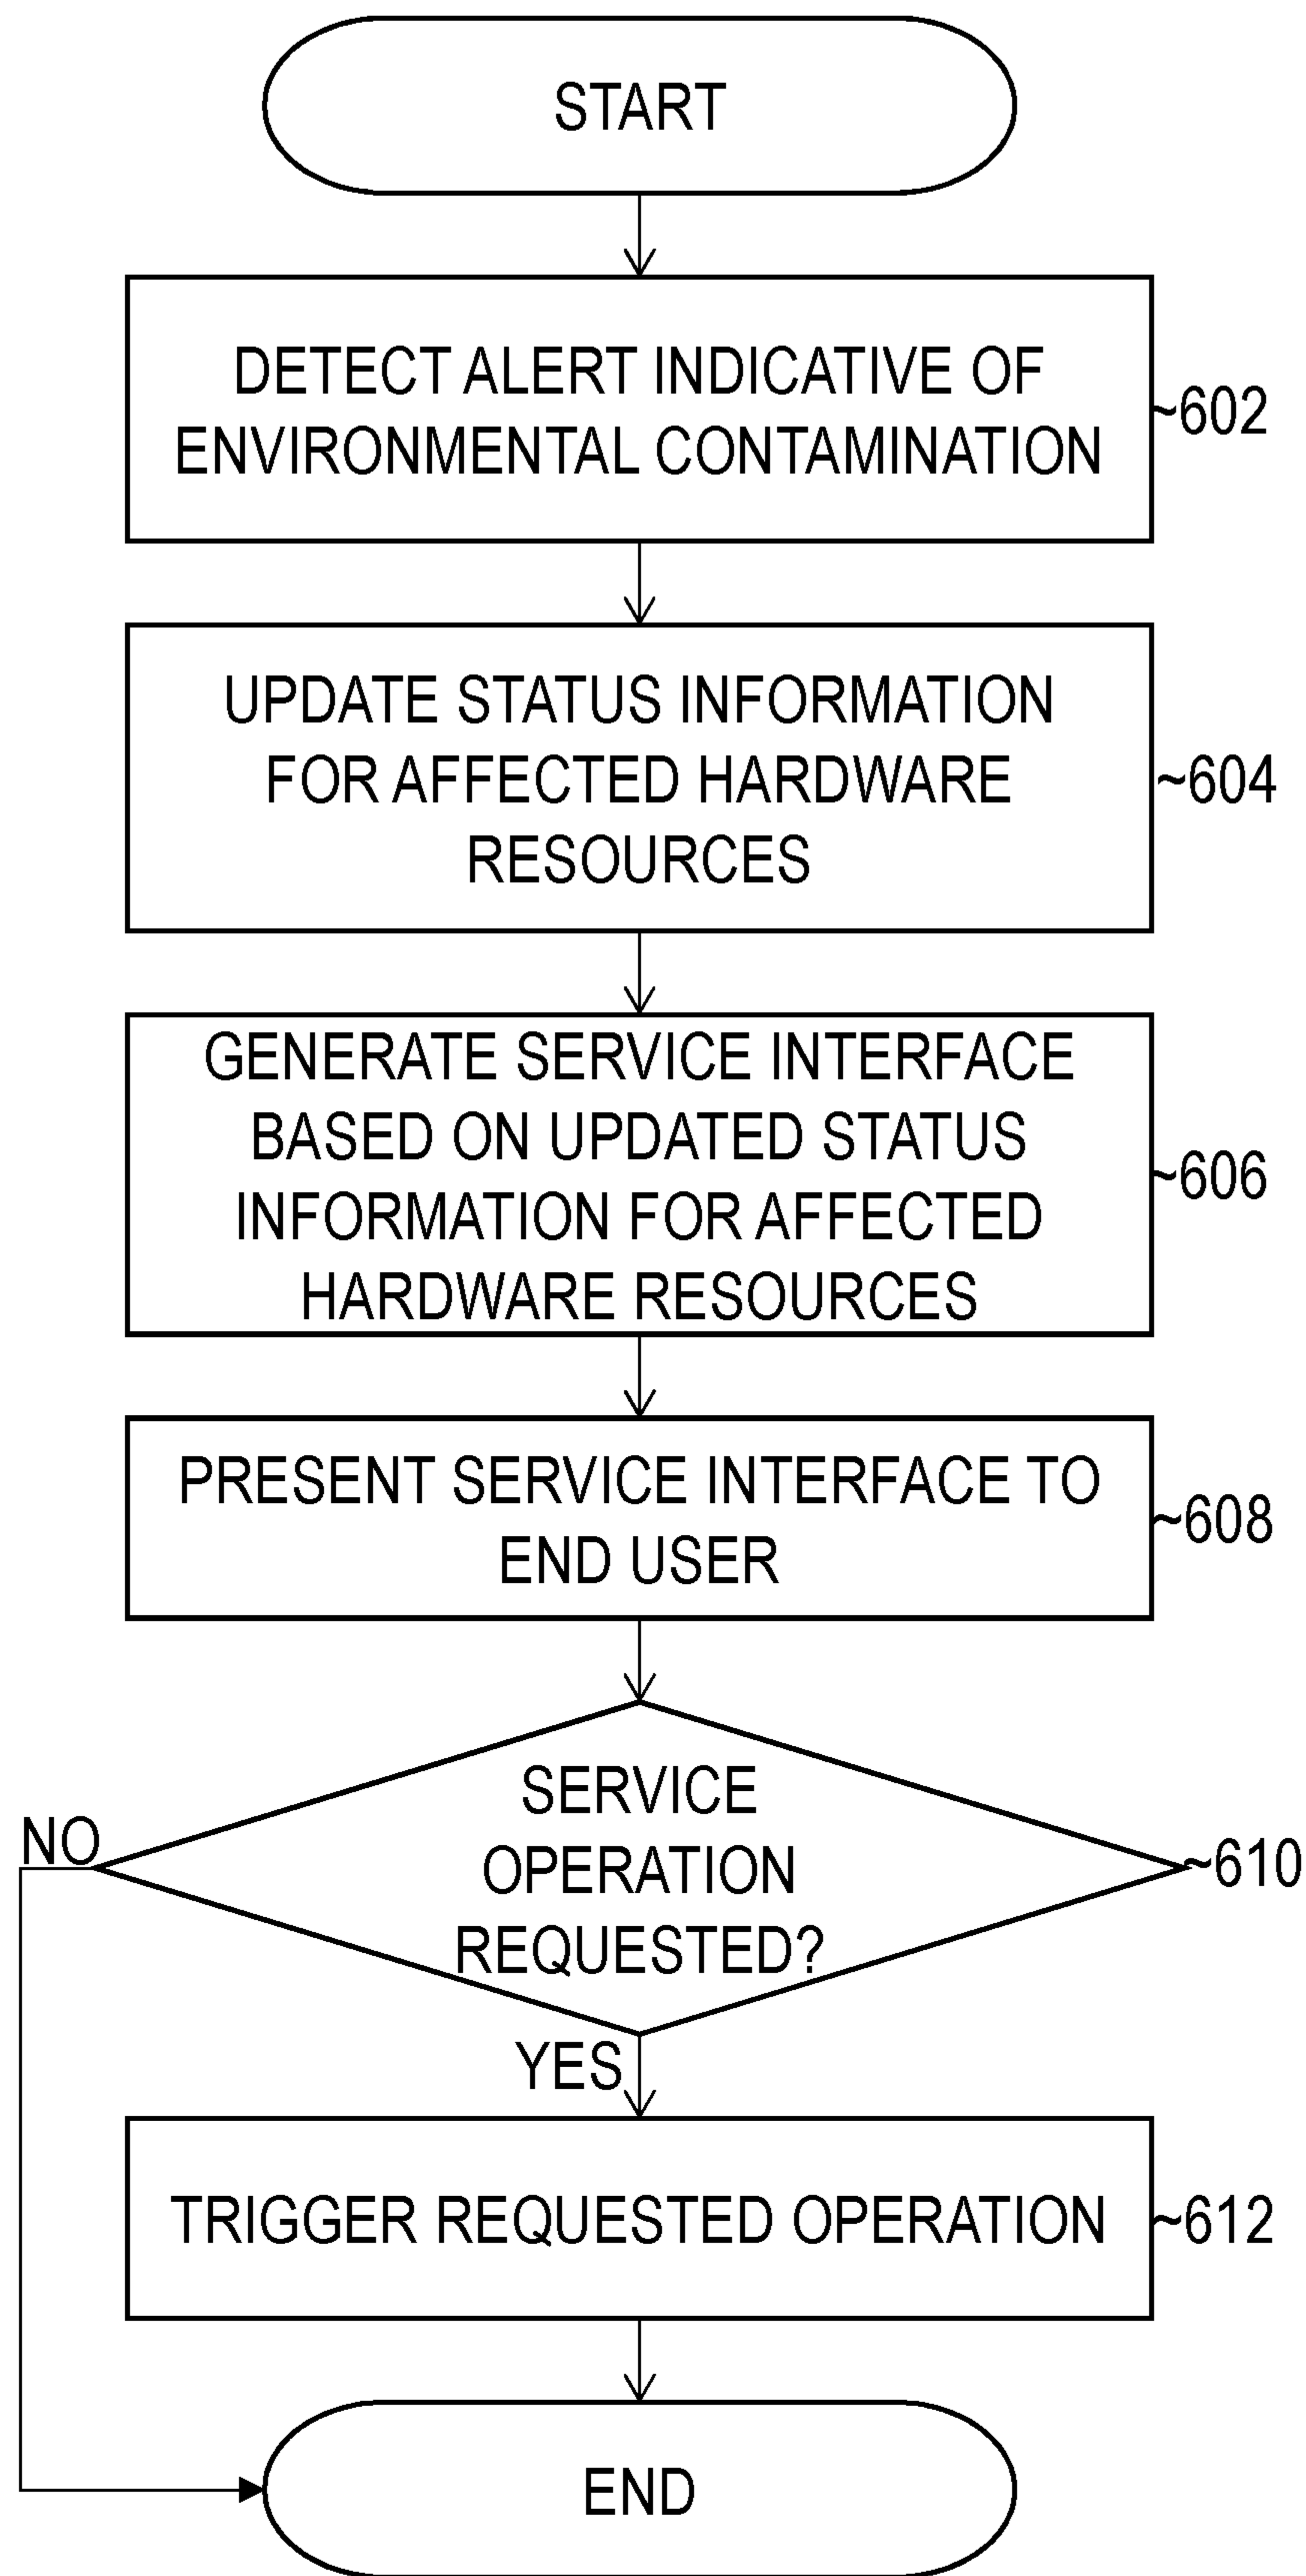 START
DETECT ALERT INDICATIVE OF
ENVIRONMENTAL CONTAMINATION
~602
UPDATE STATUS INFORMATION
FOR AFFECTED HARDWARE
RESOURCES
~604
GENERATE SERVICE INTERFACE
BASED ON UPDATED STATUS
INFORMATION FOR AFFECTED
HARDWARE RESOURCES
~606
PRESENT SERVICE INTERFACE TO
END USER
~608
SERVICE
OPERATION
REQUESTED?
~610
NO
YES
TRIGGER REQUESTED OPERATION
~612
END